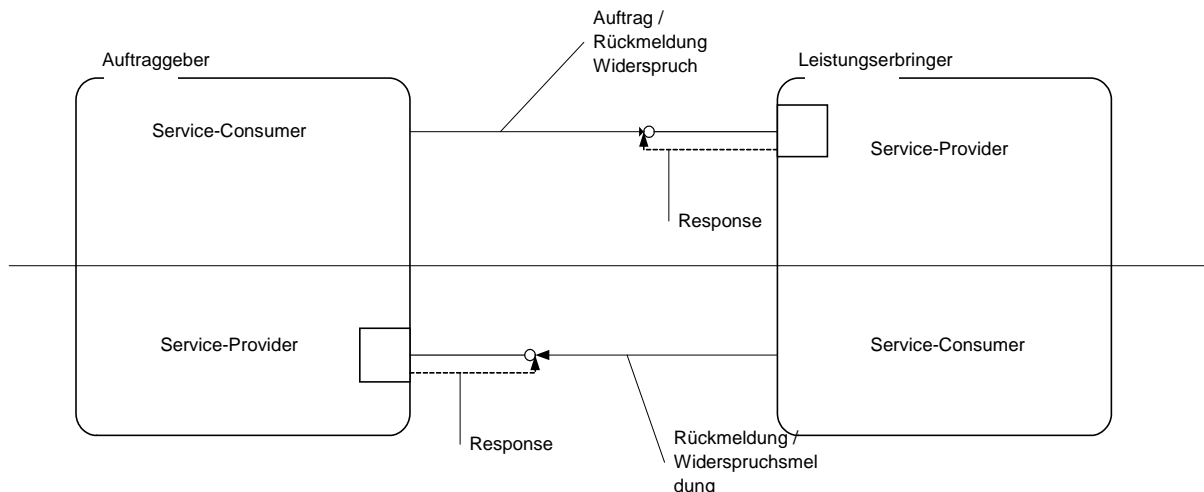 Auftrag /
Rückmeldung
Widerspruch
Auftraggeber
Leistungserbringer
Service-Consumer
Service-Provider
Response
Service-Provider
Service-Consumer
Response
Rückmeldung /
Widerspruchsmel
dung